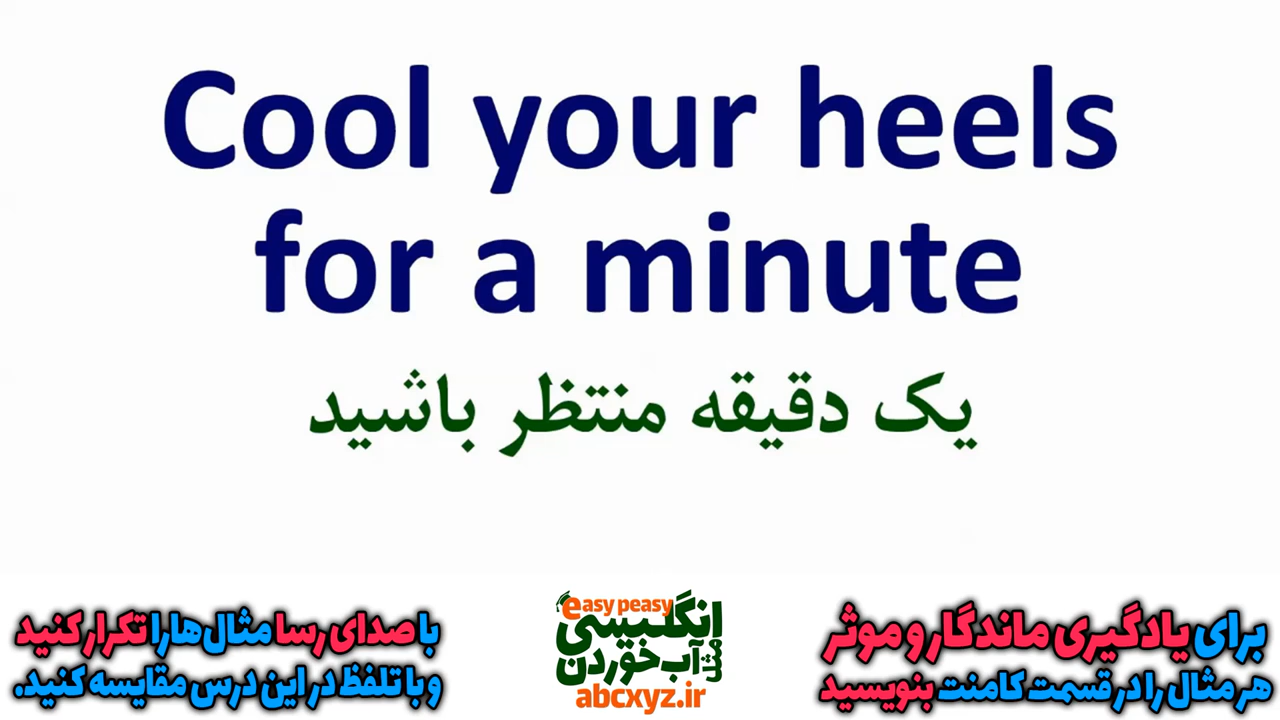 Cool your heels
for a minute
یک دقیقه منتظر باشید
برای یادگیری ماندگار و موثر
هر مثال را در قسمت کامنت بنویسید
easy peasy
انگلیسی
مثل
آب خوردن
abcxyz.ir
با صدای رسا مثال‌ها را تکرار کنید
و با تلفظ در این درس مقایسه کنید.